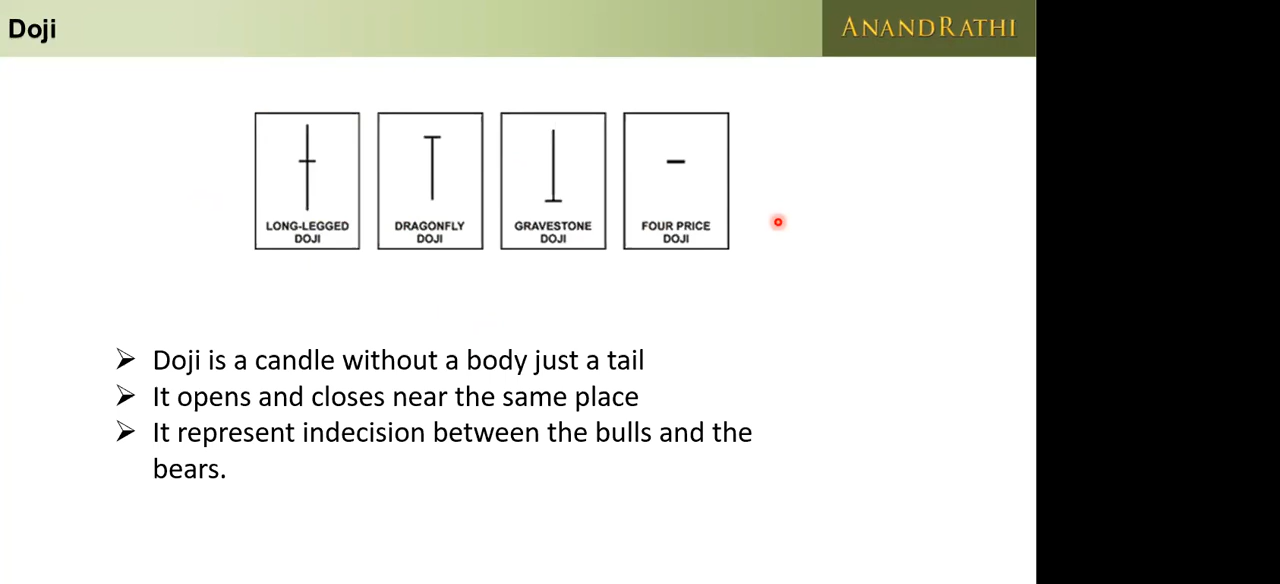 Doji
ANANDRATHI
LONG-LEGGED
DOJI
DRAGONFLY
DOJI
GRAVESTONE
DOJI
FOUR PRICE
DOJI
➢ Doji is a candle without a body just a tail
➢ It opens and closes near the same place
➢ It represent indecision between the bulls and the
bears.